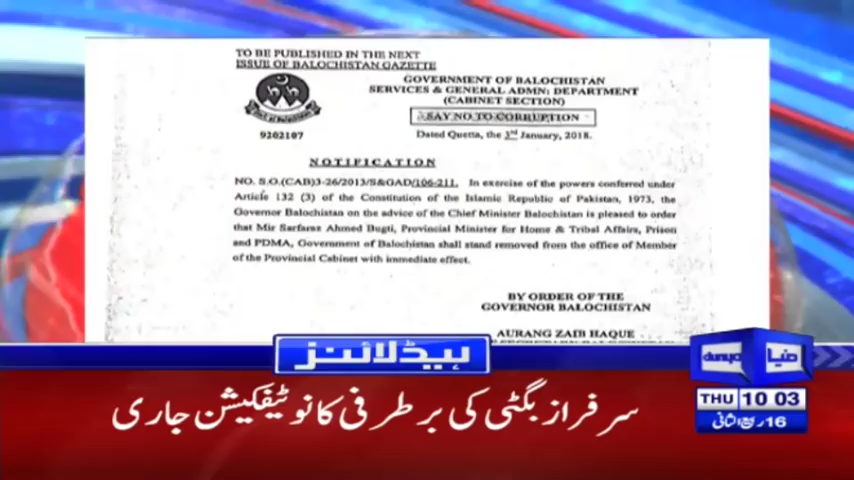 TO BE PUBLISHED IN THE NEXT
ISSUE OF BALOCHISTAN GAZETTE
GOVERNMENT OF BALOCHISTAN
SERVICES & GENERAL ADMN: DEPARTMENT
(CABINET SECTION)
SAY NO TO CORRUPTION
9202107
Dated Quetta, the 3rd January, 2018.
NOTIFICATION
NO. S.O.(CAB)3-26/2013/S&GAD/106-211. In exercise of the powers conferred under
Article 132 (3) of the Constitution of the Islamic Republic of Pakistan, 1973, the
Governor Balochistan on the advice of the Chief Minister Balochistan is pleased to order
that Mir Sarfaraz Ahmed Bugti, Provincial Minister for Home & Tribal Affairs, Prison
and PDMA, Government of Balochistan shall stand removed from the office of Member
of the Provincial Cabinet with immediate effect.
BY ORDER OF THE
GOVERNOR BALOCHISTAN
AURANG ZAIB HAQUE
ہیڈلائنز
dunya دنیا
THU 10 03
16 ربیع الثانی
سرفراز بگٹی کی برطرفی کا نوٹیفکیشن جاری